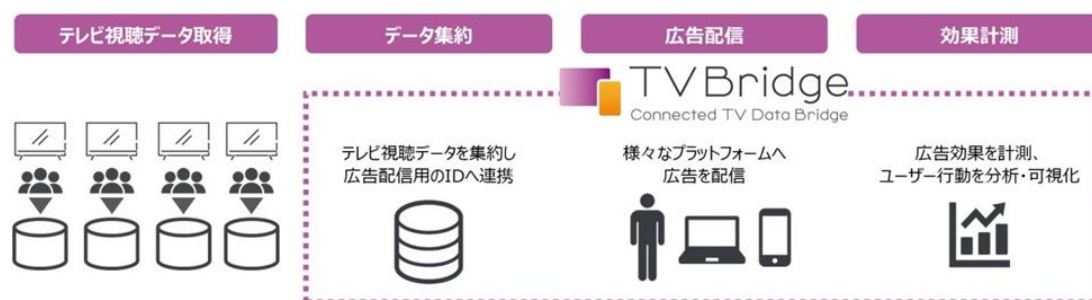 テレビ視聴データ取得
データ集約
広告配信
効果計測
TVBridge
Connected TV Data Bridge
テレビ視聴データを集約し
広告配信用のIDへ連携
様々なプラットフォームへ
広告を配信
広告効果を計測、
ユーザー行動を分析・可視化